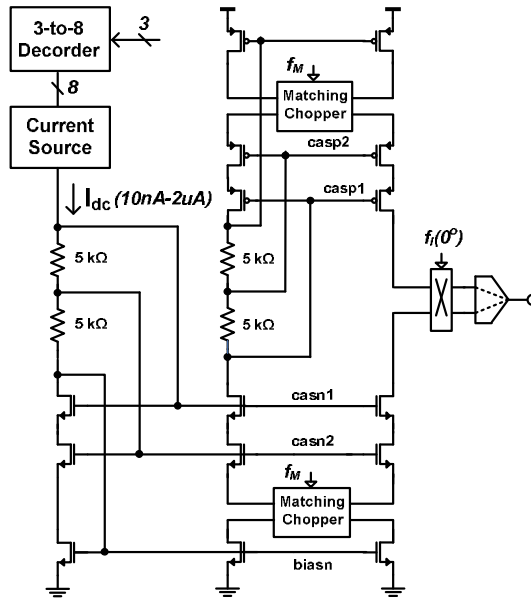 3-to-8
Decorder
3
8
Current
Source
Idc (10nA-2uA)
5 kΩ
5 kΩ
fM
Matching
Chopper
casp2
casp1
5 kΩ
5 kΩ
fI(0°)
casn1
casn2
fM
Matching
Chopper
biasn